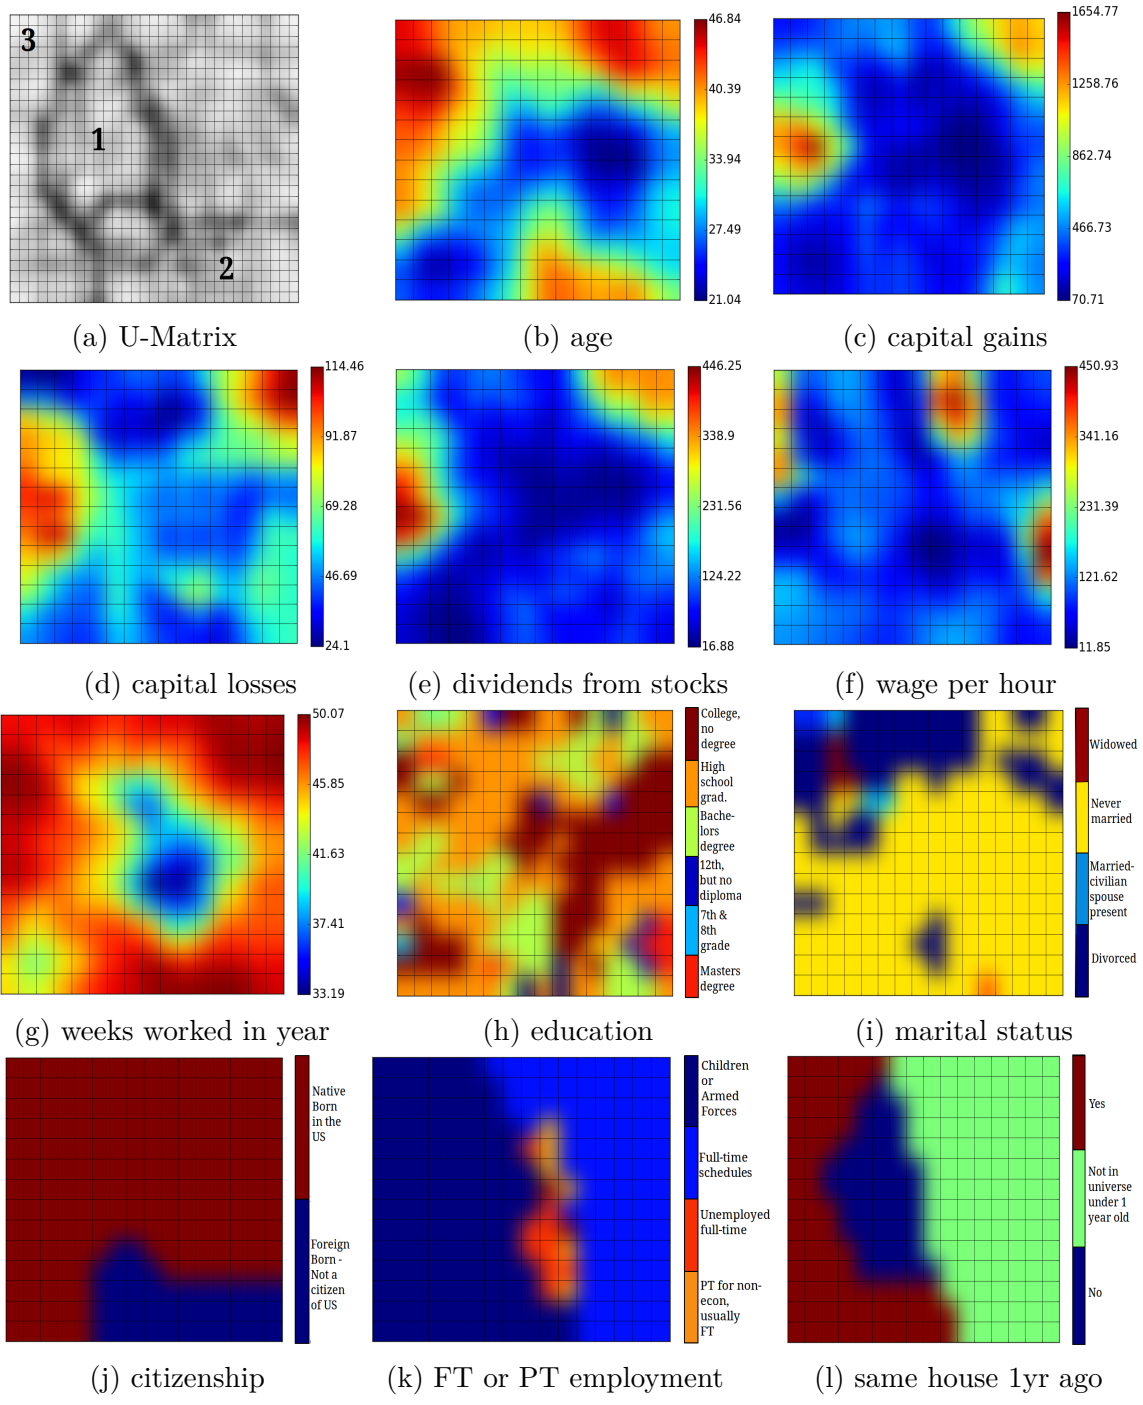 3
1
2
46.84
40.39
33.94
27.49
21.04
1654.77
1258.76
862.74
466.73
70.71
(a) U-Matrix
(b) age
(c) capital gains
114.46
91.87
69.28
46.69
24.1
446.25
338.9
231.56
124.22
16.88
450.93
341.16
231.39
121.62
11.85
(d) capital losses
(e) dividends from stocks
(f) wage per hour
50.07
45.85
41.63
37.41
33.19
College,
no
degree
High
school
grad.
Bache-
lors
degree
12th,
but no
diploma
7th &
8th
grade
Masters
degree
Widowed
Never
married
Married-
civilian
spouse
present
Divorced
(g) weeks worked in year
(h) education
(i) marital status
Native
Born
in the
US
Foreign
Born -
Not a
citizen
of US
Children
or
Armed
Forces
Full-time
schedules
Unemployed
full-time
PT for non-
econ,
usually
FT
Yes
Not in
universe
under 1
year old
No
(j) citizenship
(k) FT or PT employment
(l) same house 1yr ago